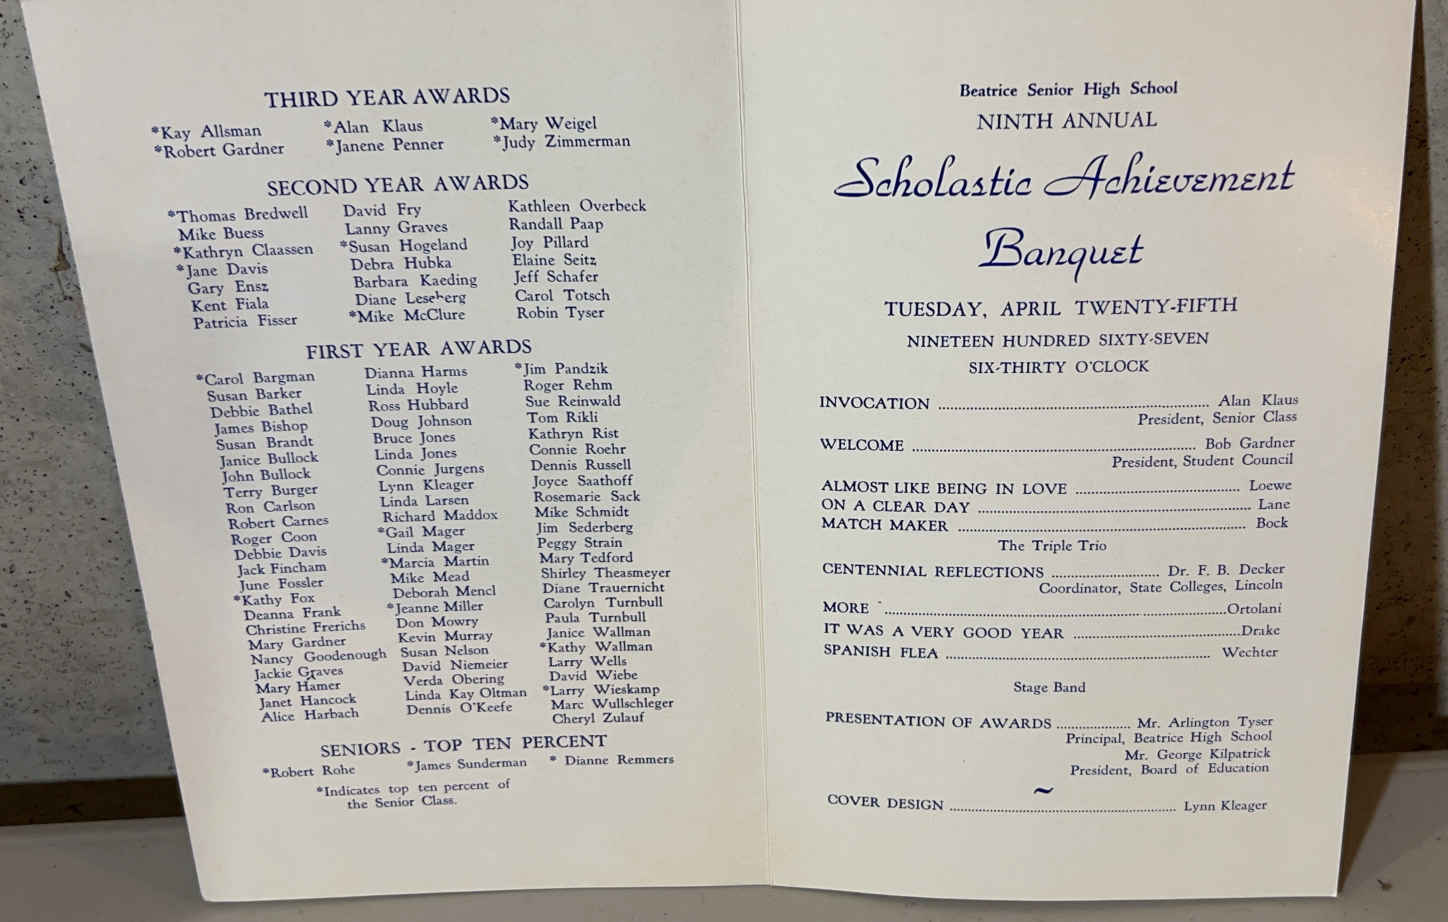 THIRD YEAR AWARDS
*Kay Allsman
*Robert Gardner
*Alan Klaus
*Janene Penner
*Mary Weigel
*Judy Zimmerman
SECOND YEAR AWARDS
*Thomas Bredwell
Mike Buess
*Kathryn Claassen
*Jane Davis
Gary Ensz
Kent Fiala
Patricia Fisser
David Fry
Lanny Graves
*Susan Hogeland
Debra Hubka
Barbara Kaeding
Diane Leseberg
*Mike McClure
Kathleen Overbeck
Randall Paap
Joy Pillard
Elaine Seitz
Jeff Schafer
Carol Totsch
Robin Tyser
FIRST YEAR AWARDS
*Carol Bargman
Susan Barker
Debbie Bathel
James Bishop
Susan Brandt
Janice Bullock
John Bullock
Terry Burger
Ron Carlson
Robert Carnes
Roger Coon
Debbie Davis
Jack Fincham
June Fossler
*Kathy Fox
Deanna Frank
Christine Frerichs
Mary Gardner
Nancy Goodenough
Jackie Graves
Mary Hamer
Janet Hancock
Alice Harbach
Dianna Harms
Linda Hoyle
Ross Hubbard
Doug Johnson
Bruce Jones
Linda Jones
Connie Jurgens
Lynn Kleager
Linda Larsen
Richard Maddox
*Gail Mager
Linda Mager
*Marcia Martin
Mike Mead
Deborah Mencl
*Jeanne Miller
Don Mowry
Kevin Murray
Susan Nelson
David Niemeier
Verda Obering
Linda Kay Oltman
Dennis O'Keefe
*Jim Pandzik
Roger Rehm
Sue Reinwald
Tom Rikli
Kathryn Rist
Connie Roehr
Dennis Russell
Joyce Saathoff
Rosemarie Sack
Mike Schmidt
Jim Sederberg
Peggy Strain
Mary Tedford
Shirley Theasmeyer
Diane Trauernicht
Carolyn Turnbull
Paula Turnbull
Janice Wallman
*Kathy Wallman
Larry Wells
David Wiebe
*Larry Wieskamp
Marc Wullschleger
Cheryl Zulauf
SENIORS - TOP TEN PERCENT
*Robert Rohe *James Sunderman * Dianne Remmers
*Indicates top ten percent of
the Senior Class.
Beatrice Senior High School
NINTH ANNUAL
Scholastic Achievement
Banquet
TUESDAY, APRIL TWENTY-FIFTH
NINETEEN HUNDRED SIXTY-SEVEN
SIX-THIRTY O'CLOCK
INVOCATION ........ Alan Klaus
President, Senior Class
WELCOME ........ Bob Gardner
President, Student Council
ALMOST LIKE BEING IN LOVE ........ Loewe
ON A CLEAR DAY ........ Lane
MATCH MAKER ........ Bock
The Triple Trio
CENTENNIAL REFLECTIONS ........ Dr. F. B. Decker
Coordinator, State Colleges, Lincoln
MORE ........ Ortolani
IT WAS A VERY GOOD YEAR ........ Drake
SPANISH FLEA ........ Wechter
Stage Band
PRESENTATION OF AWARDS ........ Mr. Arlington Tyser
Principal, Beatrice High School
Mr. George Kilpatrick
President, Board of Education
~
COVER DESIGN ........ Lynn Kleager